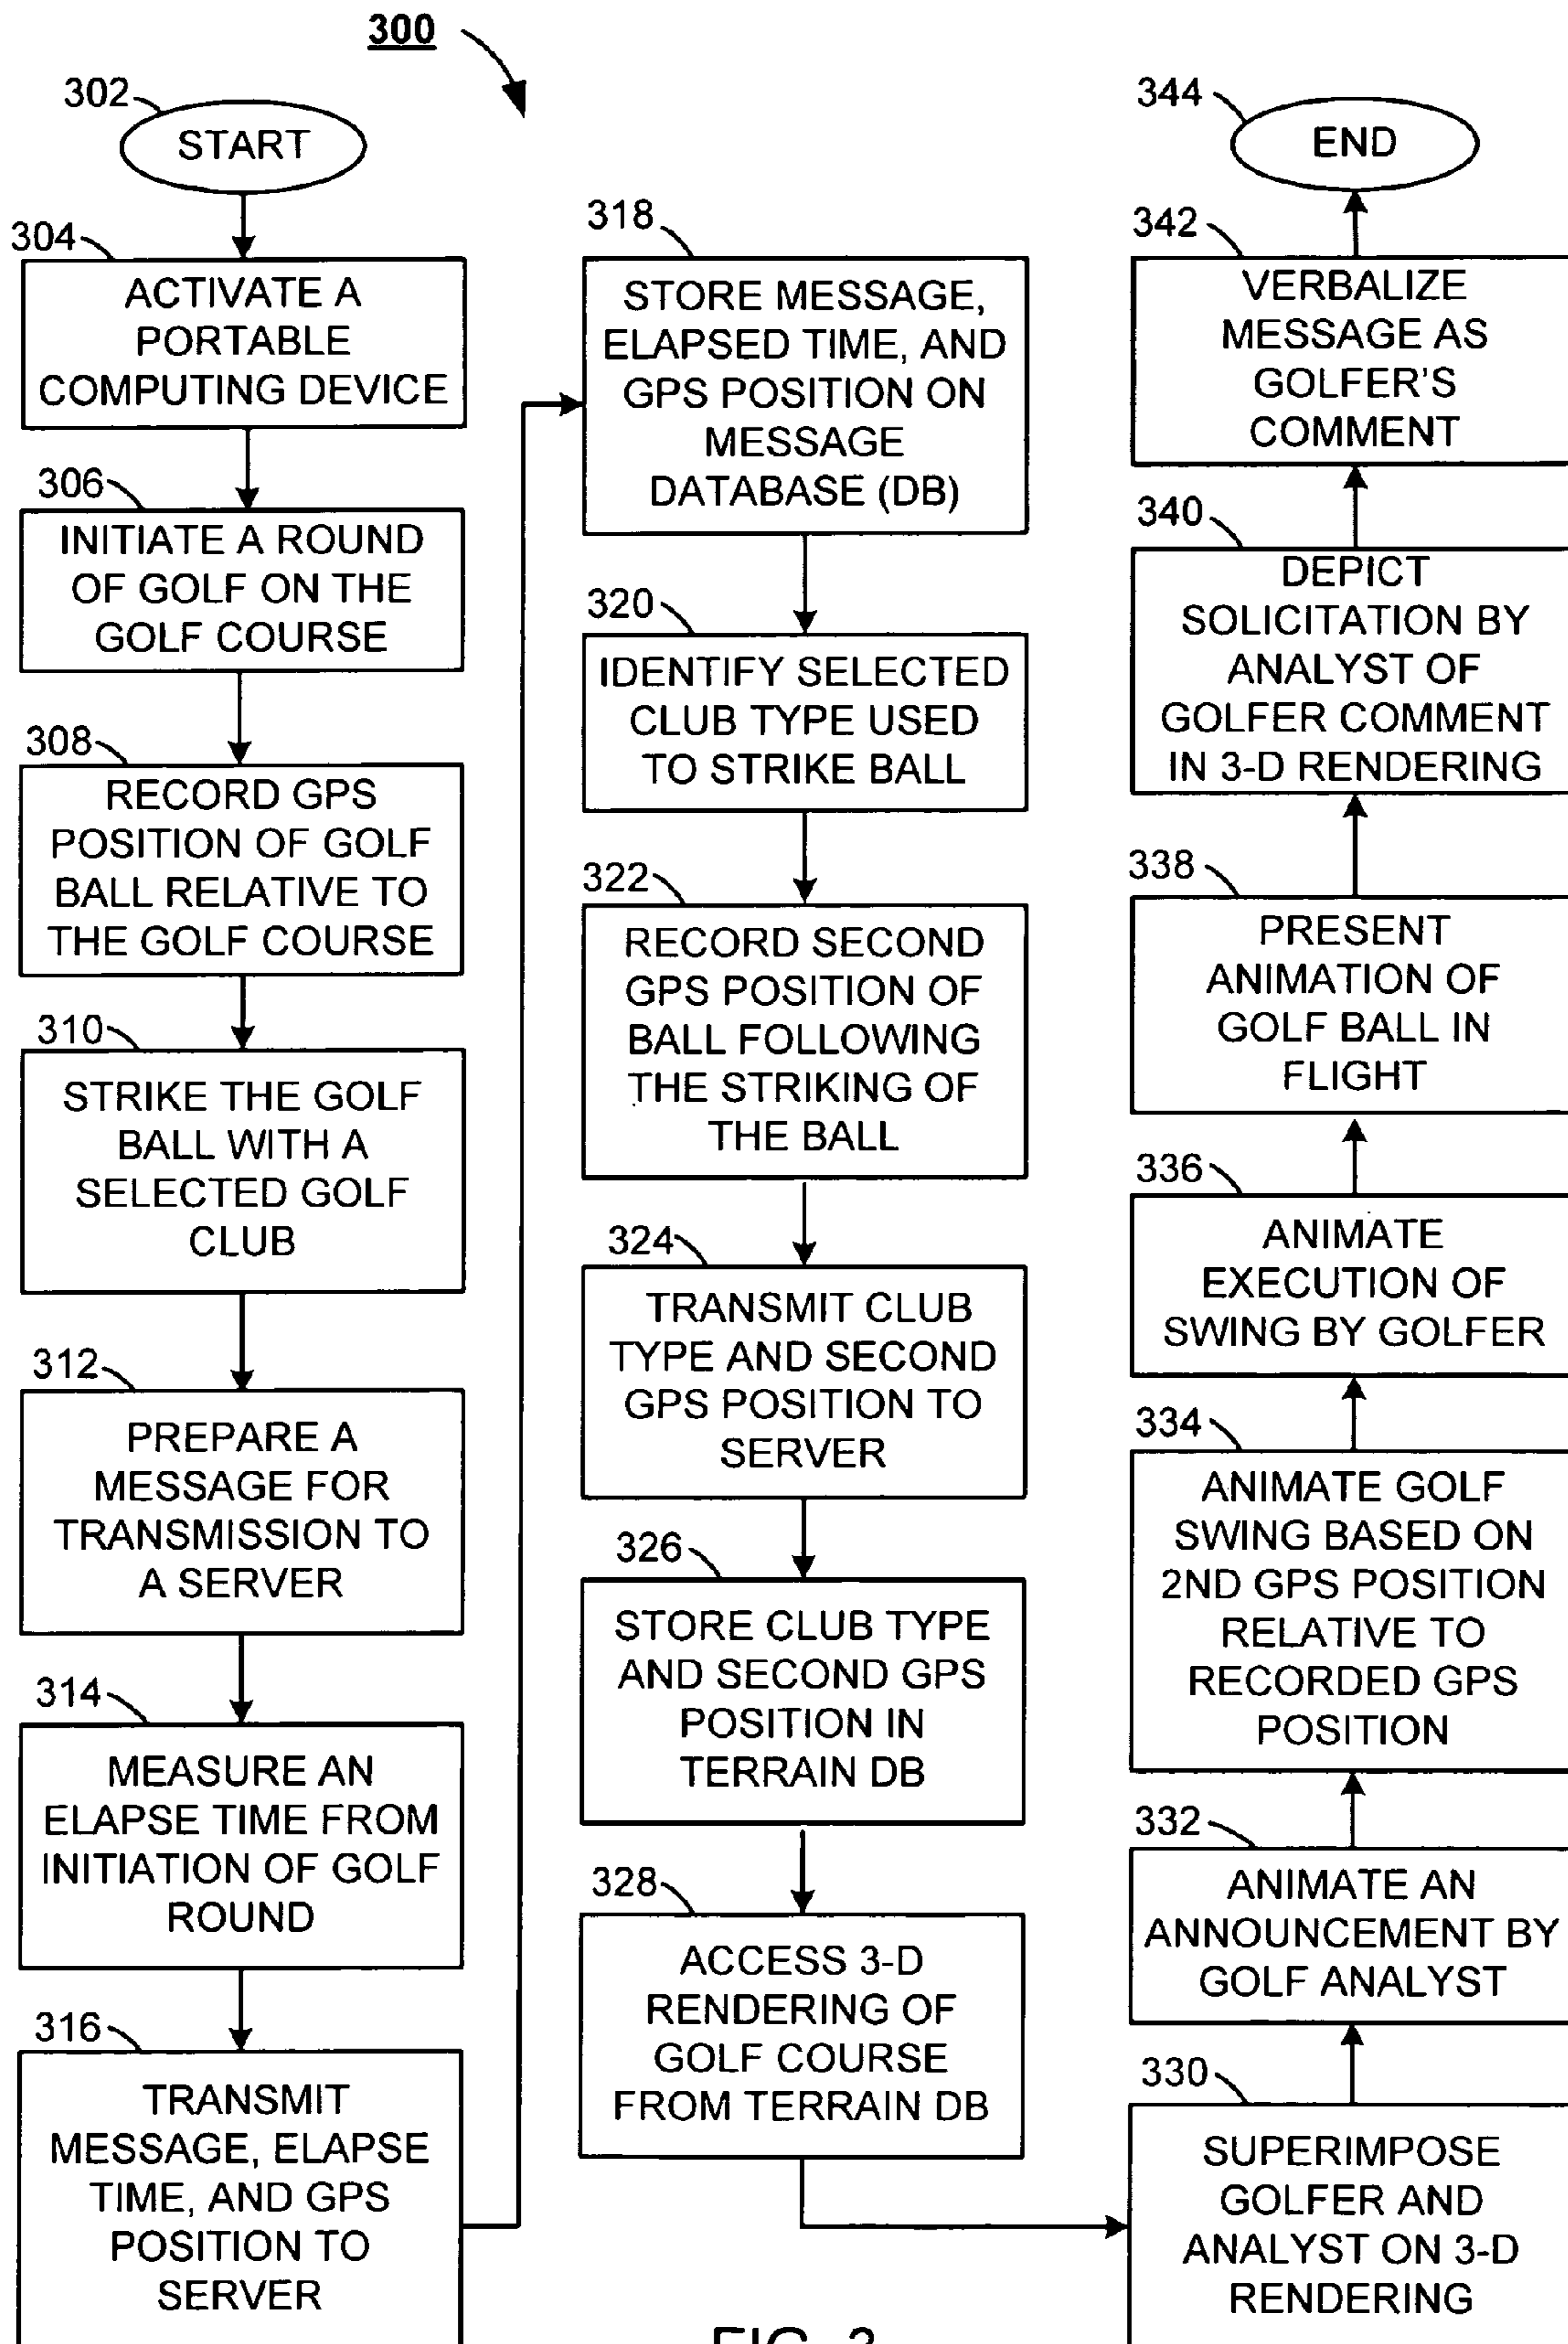 300
302
START
304
ACTIVATE A
PORTABLE
COMPUTING DEVICE
306
INITIATE A ROUND
OF GOLF ON THE
GOLF COURSE
308
RECORD GPS
POSITION OF GOLF
BALL RELATIVE TO
THE GOLF COURSE
310
STRIKE THE GOLF
BALL WITH A
SELECTED GOLF
CLUB
312
PREPARE A
MESSAGE FOR
TRANSMISSION TO
A SERVER
314
MEASURE AN
ELAPSE TIME FROM
INITIATION OF GOLF
ROUND
316
TRANSMIT
MESSAGE, ELAPSE
TIME, AND GPS
POSITION TO
SERVER
318
STORE MESSAGE,
ELAPSED TIME, AND
GPS POSITION ON
MESSAGE
DATABASE (DB)
320
IDENTIFY SELECTED
CLUB TYPE USED
TO STRIKE BALL
322
RECORD SECOND
GPS POSITION OF
BALL FOLLOWING
THE STRIKING OF
THE BALL
324
TRANSMIT CLUB
TYPE AND SECOND
GPS POSITION TO
SERVER
326
STORE CLUB TYPE
AND SECOND GPS
POSITION IN
TERRAIN DB
328
ACCESS 3-D
RENDERING OF
GOLF COURSE
FROM TERRAIN DB
330
SUPERIMPOSE
GOLFER AND
ANALYST ON 3-D
RENDERING
332
ANIMATE AN
ANNOUNCEMENT BY
GOLF ANALYST
334
ANIMATE GOLF
SWING BASED ON
2ND GPS POSITION
RELATIVE TO
RECORDED GPS
POSITION
336
ANIMATE
EXECUTION OF
SWING BY GOLFER
338
PRESENT
ANIMATION OF
GOLF BALL IN
FLIGHT
340
DEPICT
SOLICITATION BY
ANALYST OF
GOLFER COMMENT
IN 3-D RENDERING
342
VERBALIZE
MESSAGE AS
GOLFER'S
COMMENT
344
END
FIG. 3